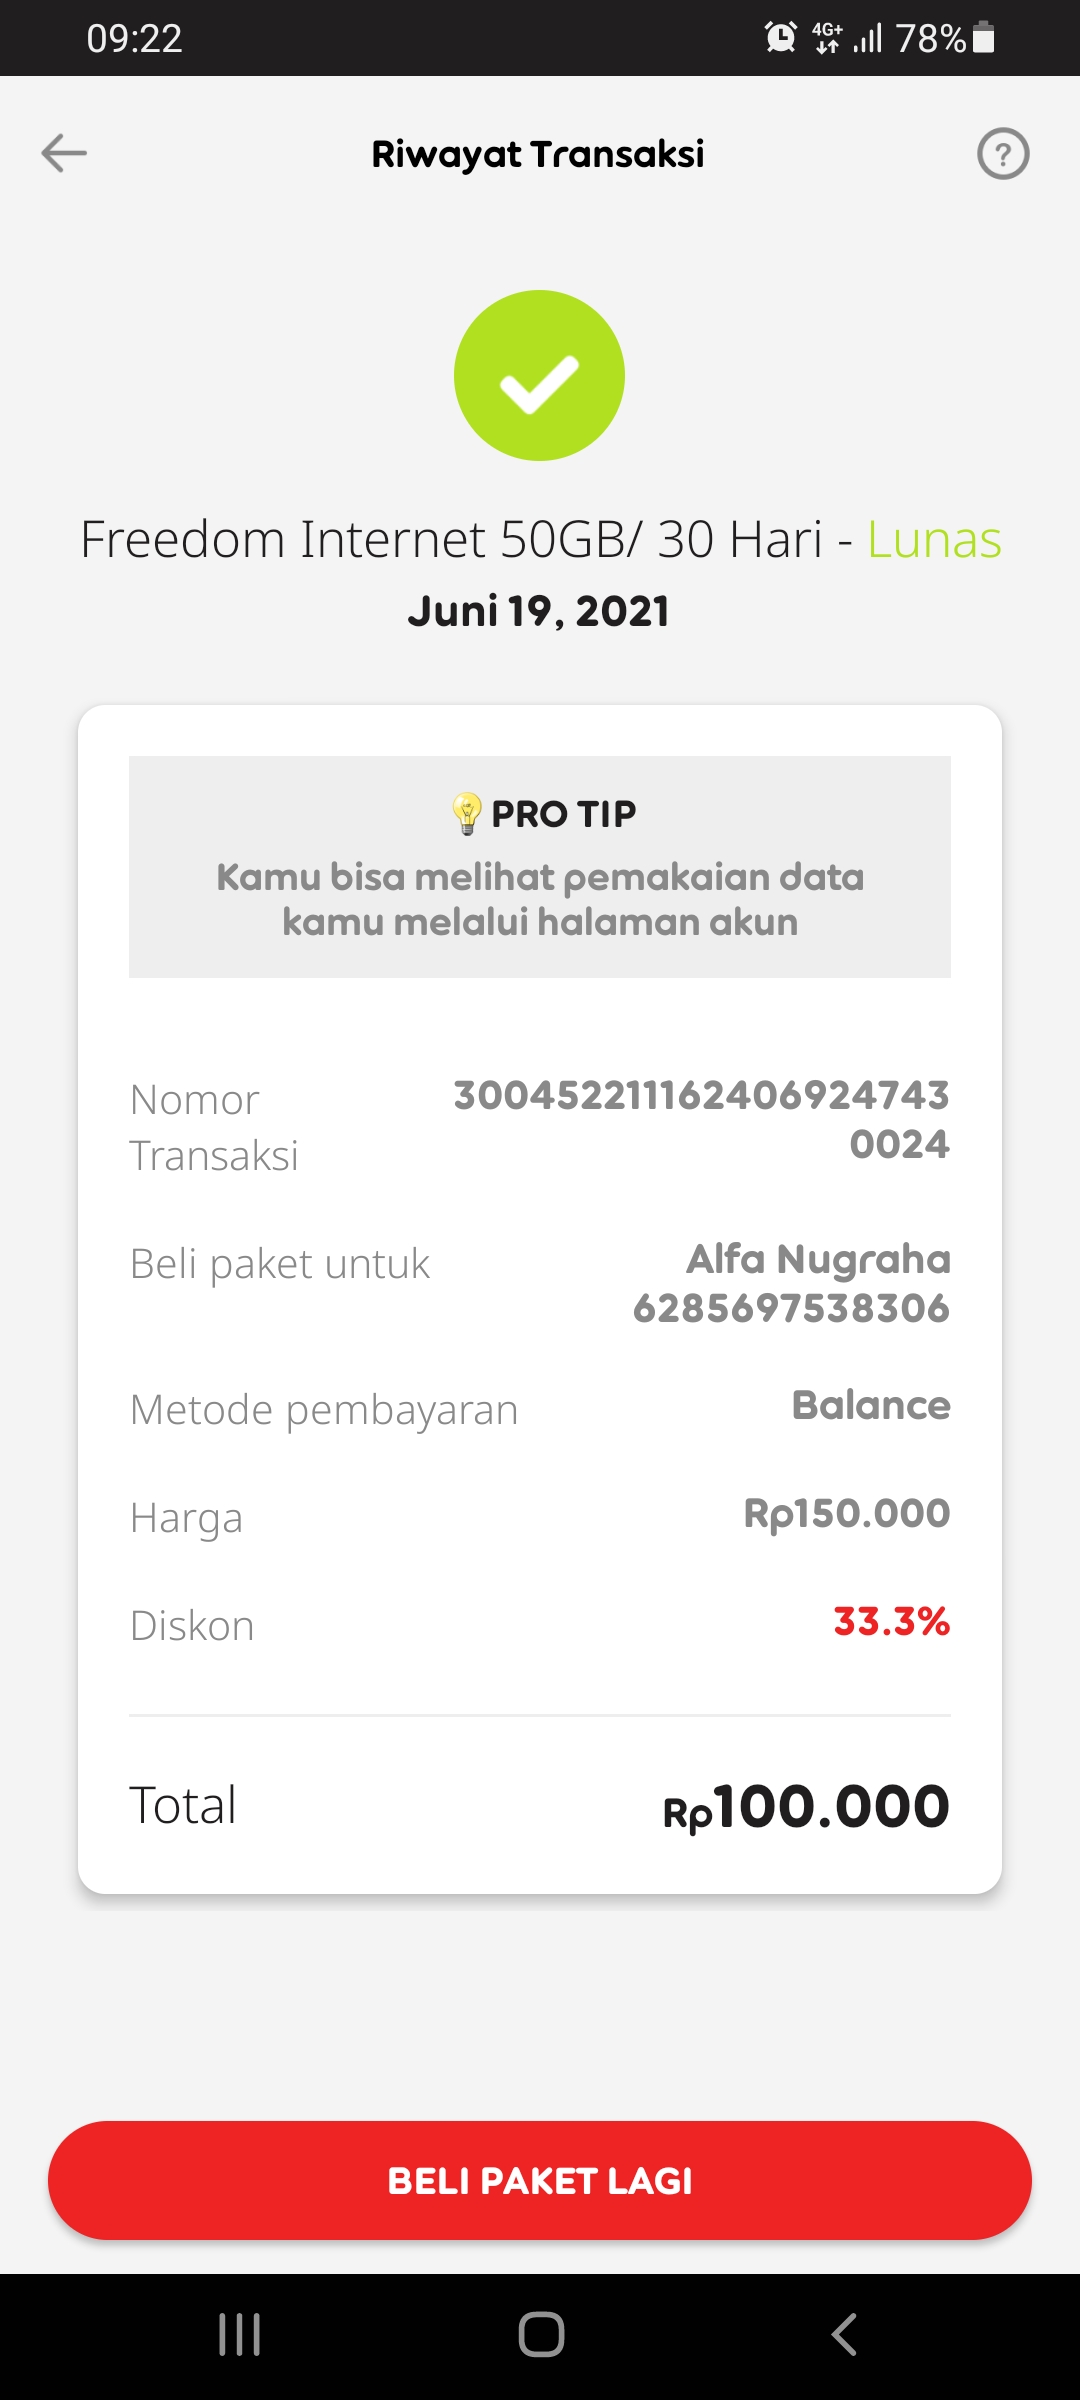 09:22
4G+
78%
Riwayat Transaksi
?
Freedom Internet 50GB/ 30 Hari - Lunas
Juni 19, 2021
💡PRO TIP
Kamu bisa melihat pemakaian data
kamu melalui halaman akun
Nomor
Transaksi
300452211162406924743
0024
Beli paket untuk
Alfa Nugraha
6285697538306
Metode pembayaran
Balance
Harga
Rp150.000
Diskon
33.3%
Total
Rp100.000
BELI PAKET LAGI